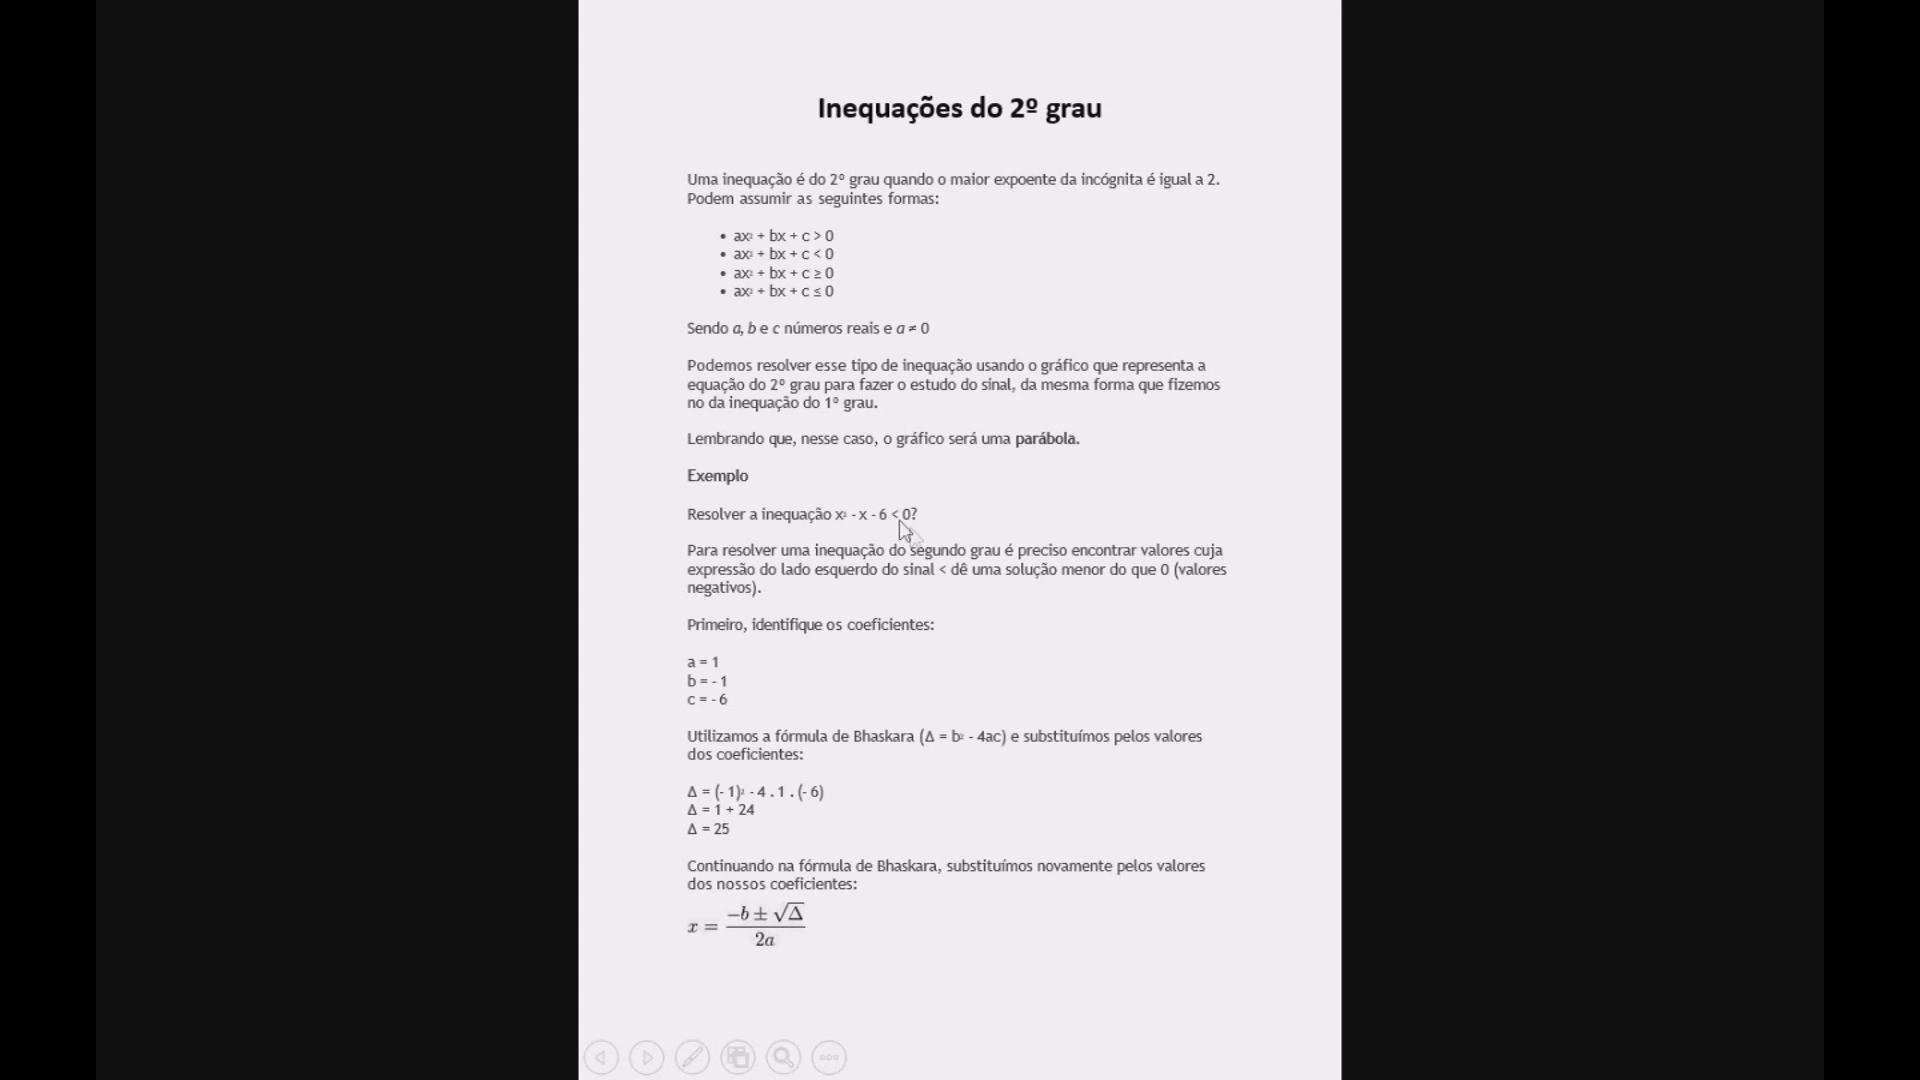 Inequações do 2º grau
Uma inequação é do 2º grau quando o maior expoente da incógnita é igual a 2.
Podem assumir as seguintes formas:
• ax² + bx + c > 0
• ax² + bx + c < 0
• ax² + bx + c ≥ 0
• ax² + bx + c ≤ 0
Sendo a, b e c números reais e a ≠ 0
Podemos resolver esse tipo de inequação usando o gráfico que representa a
equação do 2º grau para fazer o estudo do sinal, da mesma forma que fizemos
no da inequação do 1º grau.
Lembrando que, nesse caso, o gráfico será uma parábola.
Exemplo
Resolver a inequação x² - x - 6 < 0?
Para resolver uma inequação do segundo grau é preciso encontrar valores cuja
expressão do lado esquerdo do sinal < dê uma solução menor do que 0 (valores
negativos).
Primeiro, identifique os coeficientes:
a = 1
b = - 1
c = - 6
Utilizamos a fórmula de Bhaskara (Δ = b² - 4ac) e substituímos pelos valores
dos coeficientes:
Δ = (- 1)² - 4 . 1 . (- 6)
Δ = 1 + 24
Δ = 25
Continuando na fórmula de Bhaskara, substituímos novamente pelos valores
dos nossos coeficientes:
x = (−b ± √Δ) / 2a